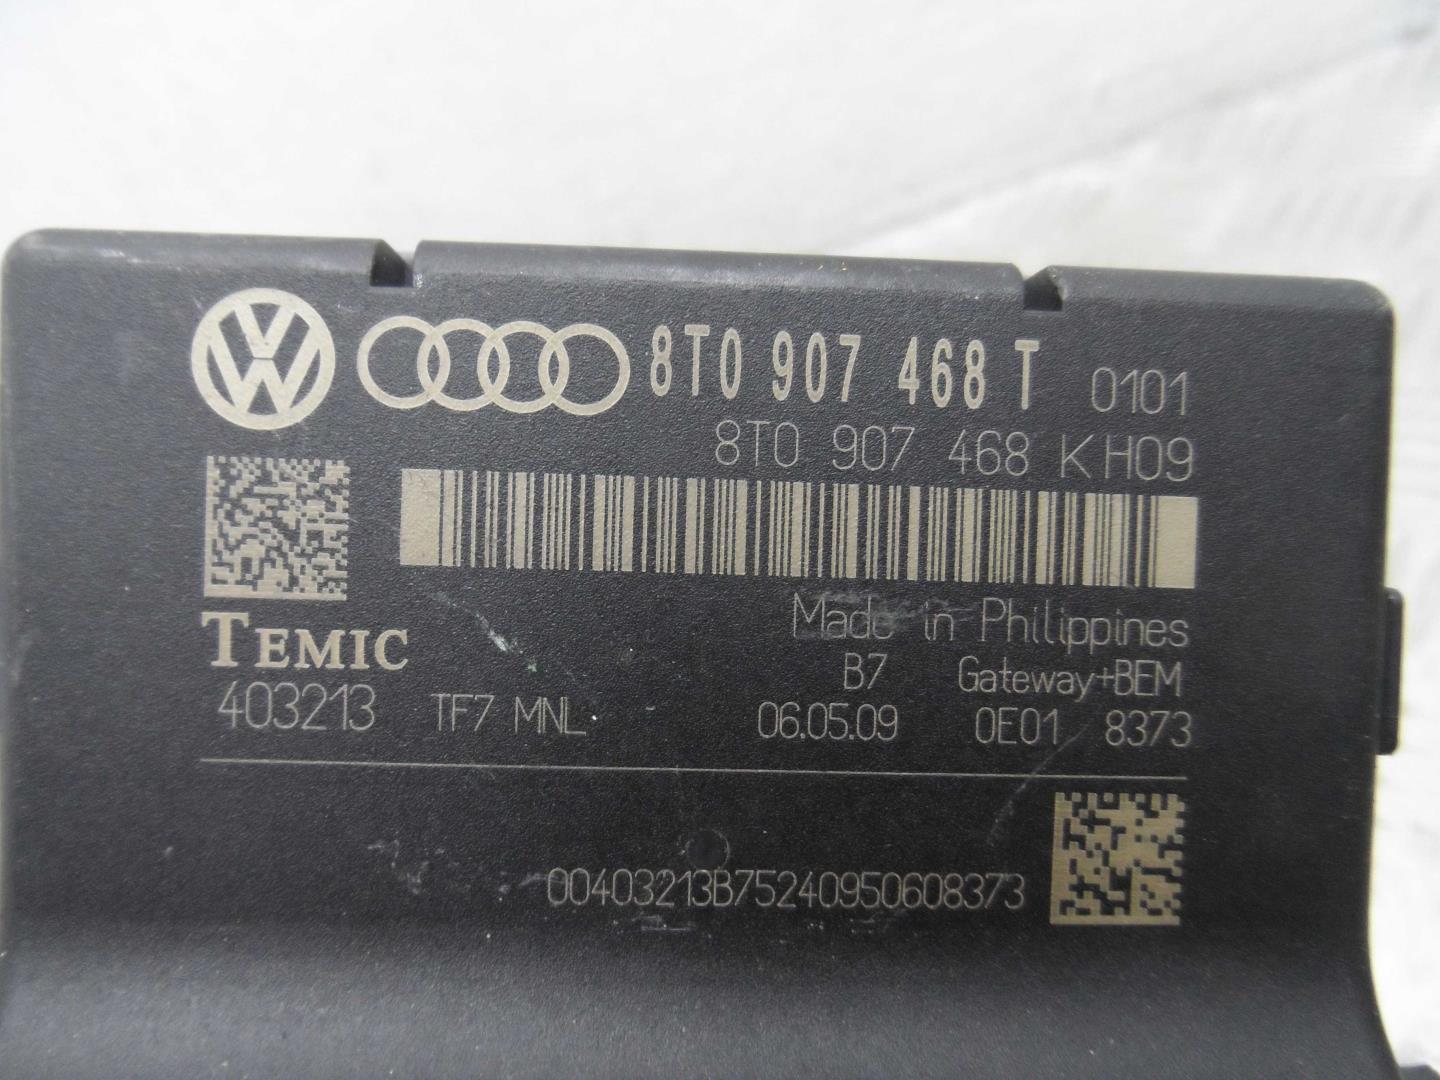 8T0 907 468 T 0101
8T0 907 468 K H09
TEMIC
Made in Philippines
B7 Gateway+BEM
403213 TF7 MNL 06.05.09 0E01 8373
00403213B75240950608373